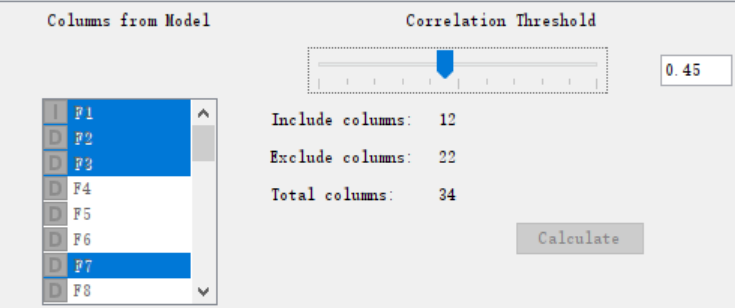 Columns from Model
Correlation Threshold
0.45
I F1
D F2
D F3
D F4
D F5
D F6
D F7
D F8
Include columns: 12
Exclude columns: 22
Total columns: 34
Calculate